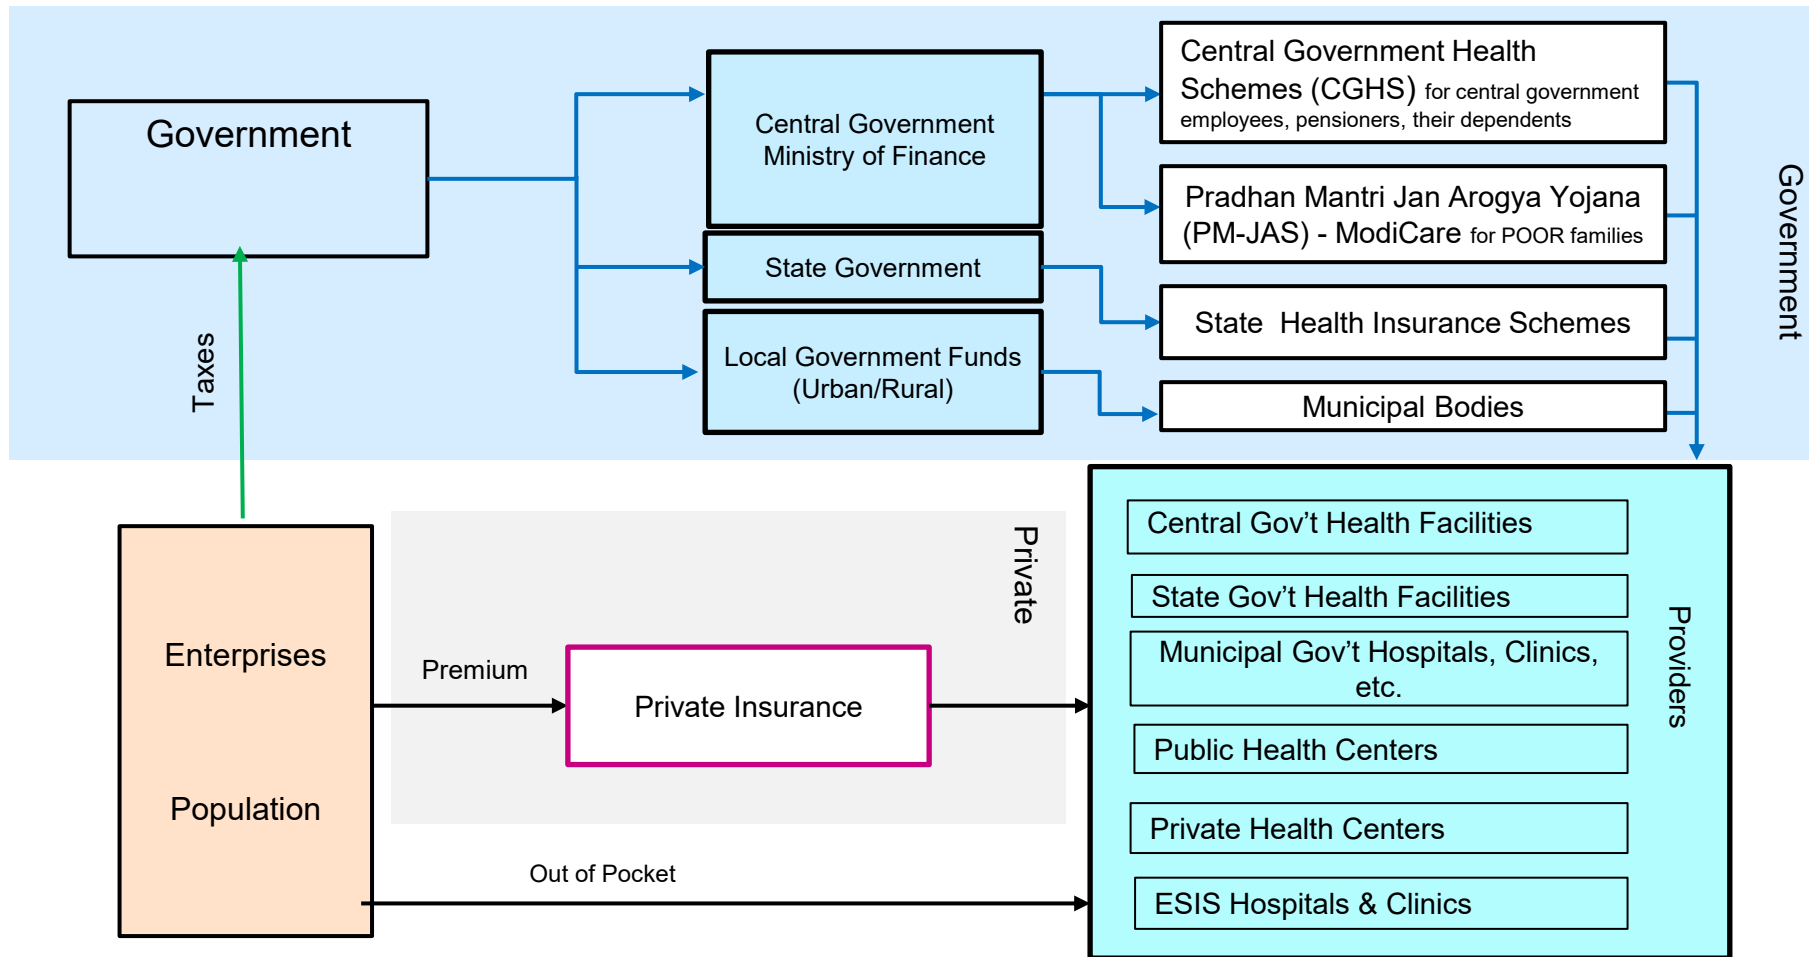 Government
Taxes
Central Government
Ministry of Finance
State Government
Local Government Funds
(Urban/Rural)
Central Government Health
Schemes (CGHS) for central government
employees, pensioners, their dependents
Pradhan Mantri Jan Arogya Yojana
(PM-JAS) - ModiCare for POOR families
State  Health Insurance Schemes
Municipal Bodies
Government
Enterprises
Population
Premium
Private Insurance
Private
Out of Pocket
Central Gov’t Health Facilities
State Gov’t Health Facilities
Municipal Gov’t Hospitals, Clinics,
etc.
Public Health Centers
Private Health Centers
ESIS Hospitals & Clinics
Providers